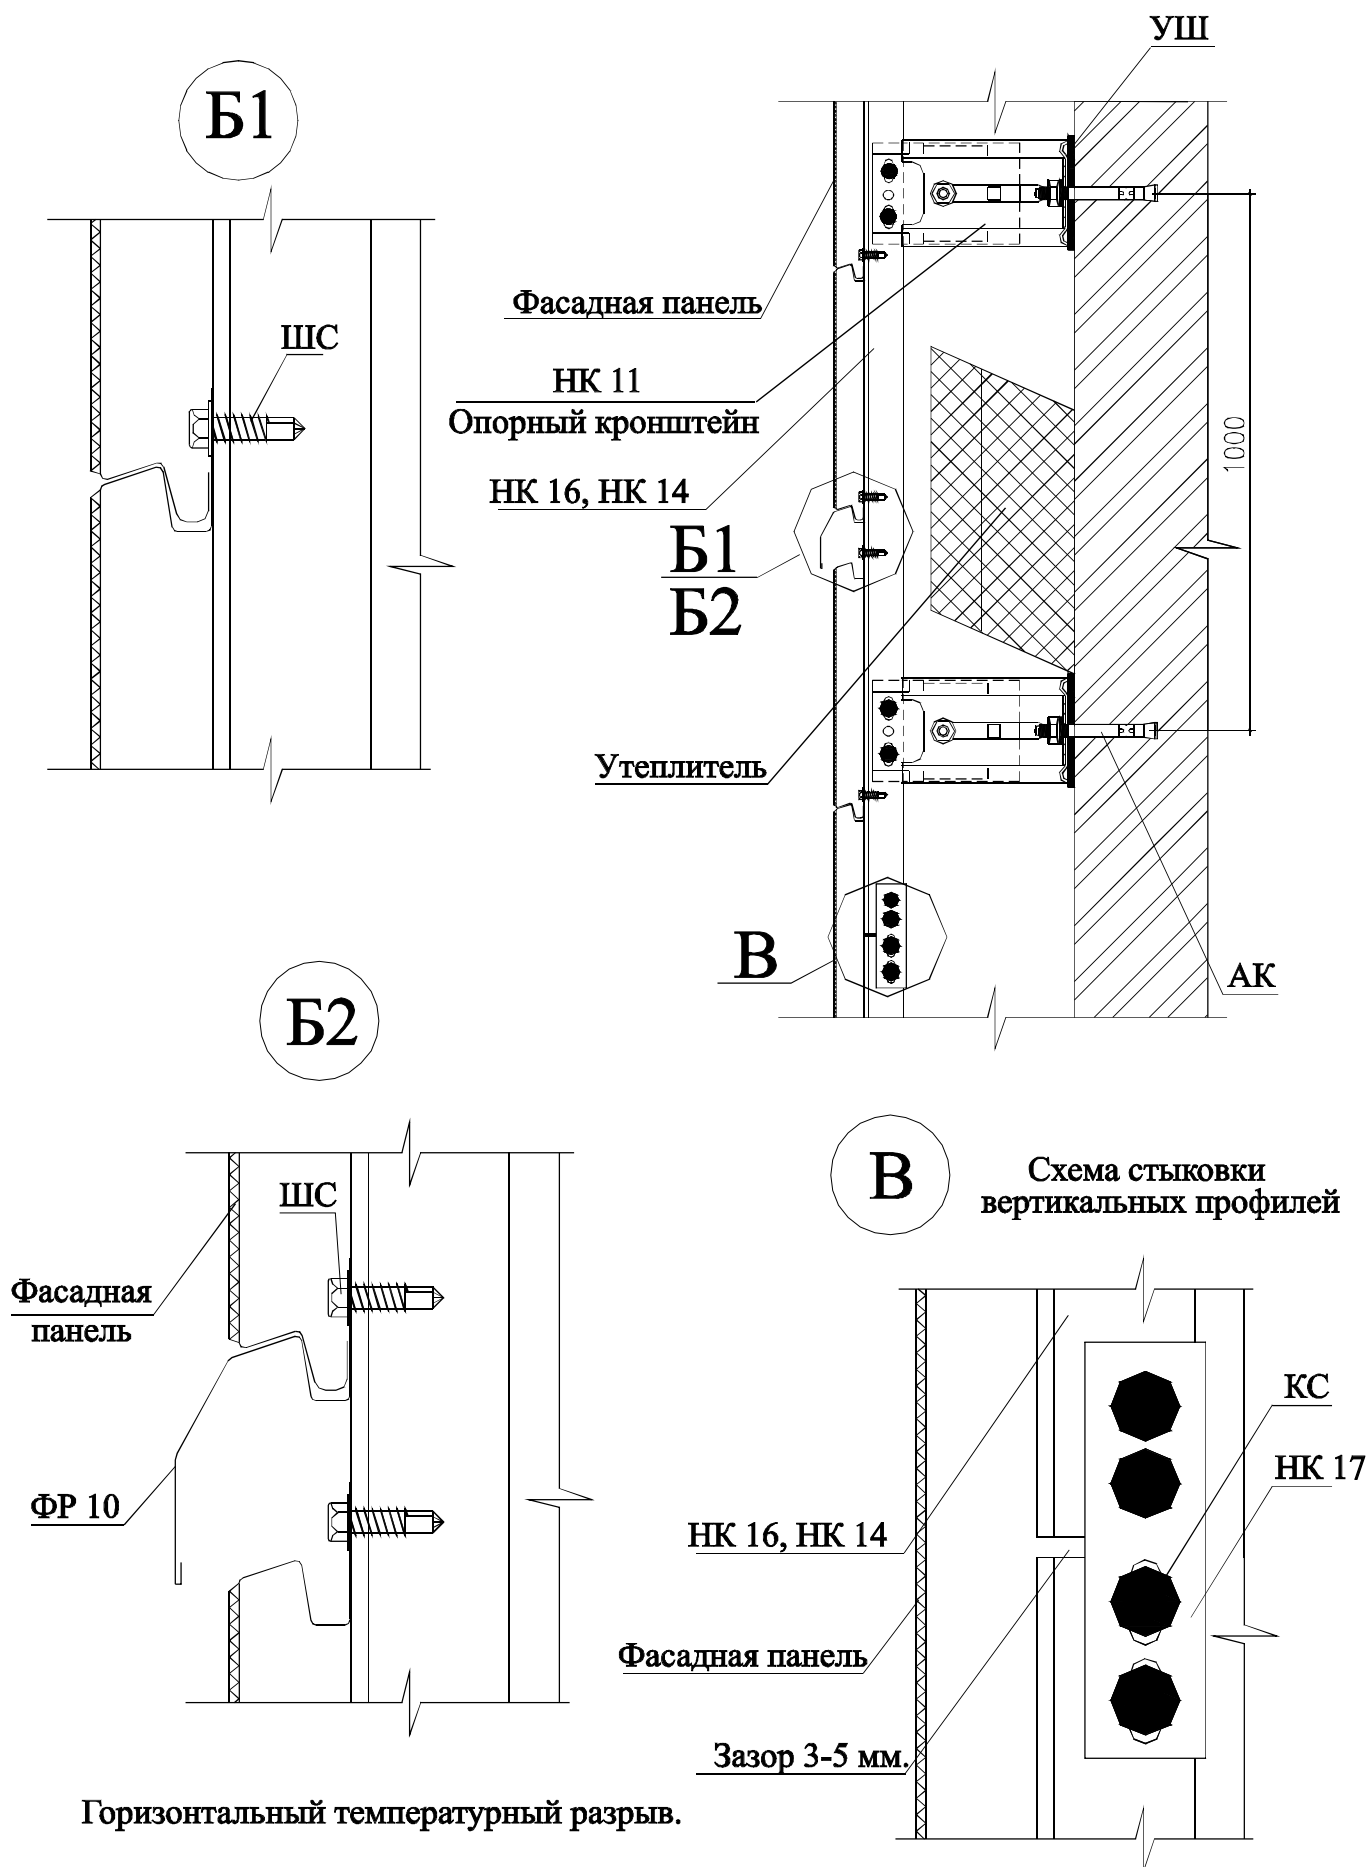 УШ
Б1
ШС
Фасадная панель
НК 11
Опорный кронштейн
НК 16, НК 14
Б1
Б2
1000
Утеплитель
В
АК
Б2
ШС
Фасадная
панель
ФР 10
Горизонтальный температурный разрыв.
В
Схема стыковки
вертикальных профилей
КС
НК 17
НК 16, НК 14
Фасадная панель
Зазор 3-5 мм.